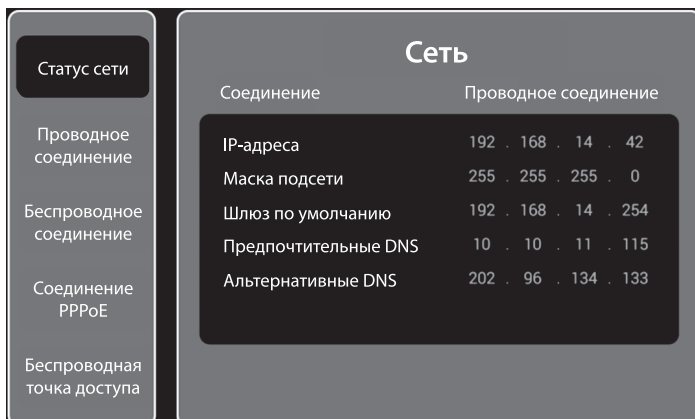 Статус сети
Проводное
соединение
Беспроводное
соединение
Соединение
PPPoE
Беспроводная
точка доступа
Сеть
Соединение Проводное соединение
IP-адреса 192 . 168 . 14 . 42
Маска подсети 255 . 255 . 255 . 0
Шлюз по умолчанию 192 . 168 . 14 . 254
Предпочтительные DNS 10 . 10 . 11 . 115
Альтернативные DNS 202 . 96 . 134 . 133